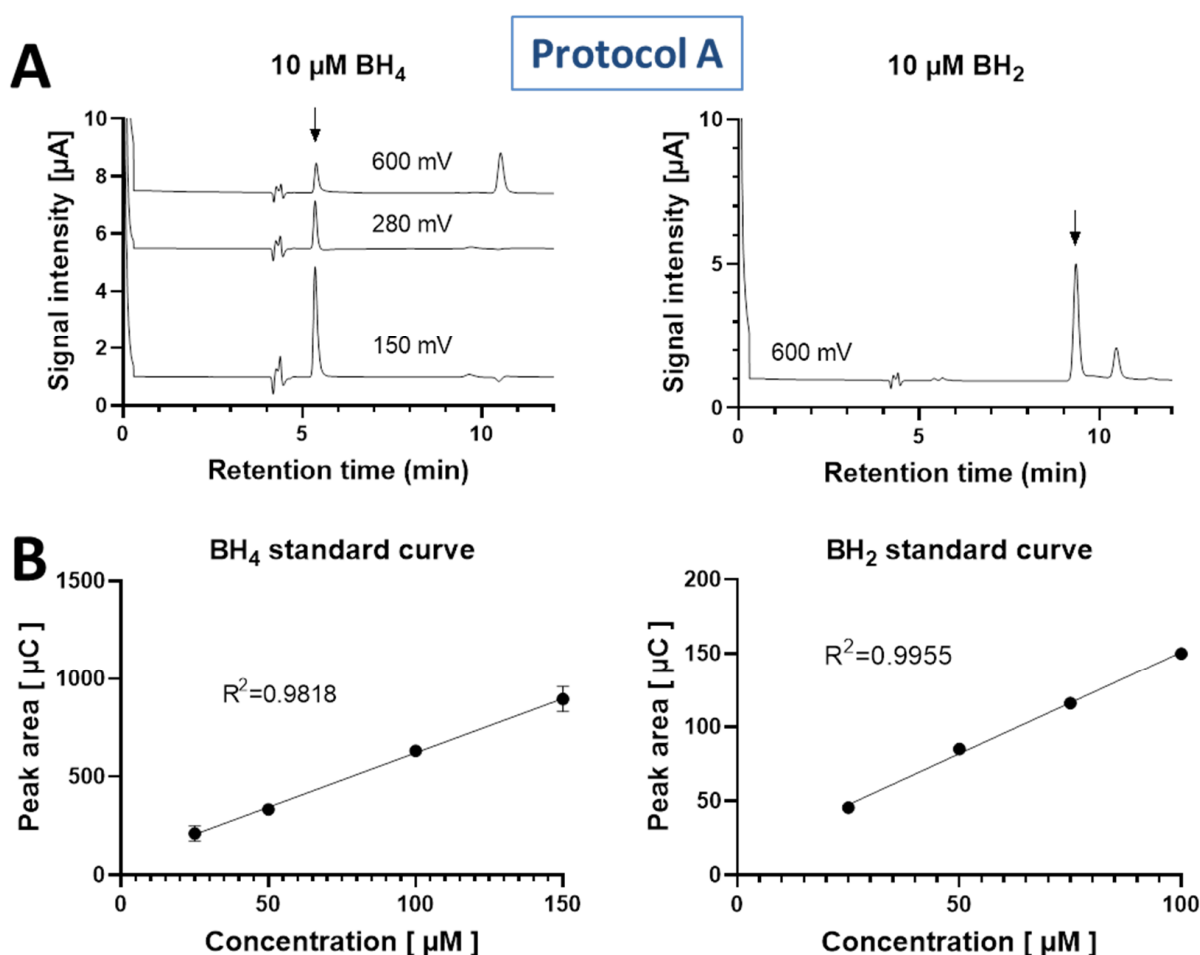 A
Protocol A
10 µM BH4
10 µM BH2
Signal intensity [µA]
10
8
6
4
2
0
600 mV
280 mV
150 mV
0
5
10
Retention time (min)
Signal intensity [µA]
10
5
0
600 mV
0
5
10
Retention time (min)
B
BH4 standard curve
Peak area [ µC ]
1500
1000
500
0
R2=0.9818
0
50
100
150
Concentration [ µM ]
BH2 standard curve
Peak area [ µC ]
200
150
100
50
0
R2=0.9955
0
50
100
Concentration [ µM ]